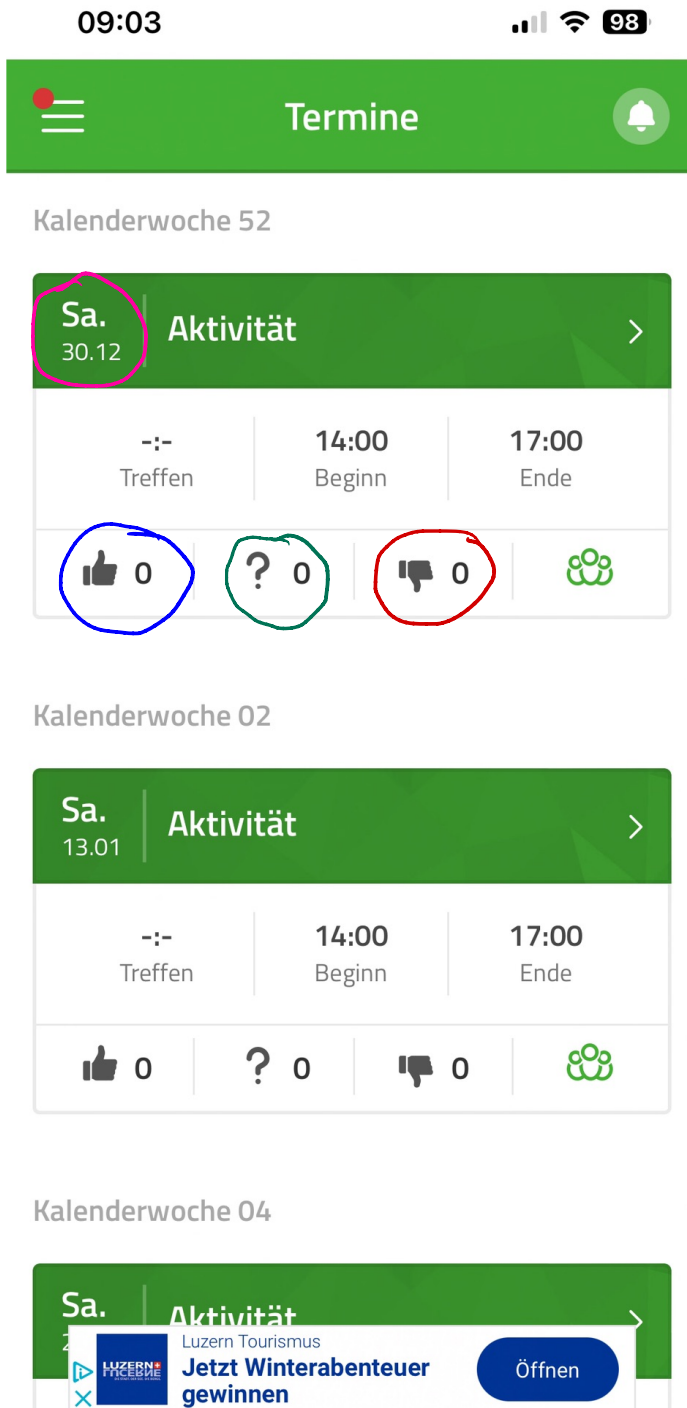 09:03
98
Termine
Kalenderwoche 52
Sa.
30.12
Aktivität
-:-
14:00
17:00
Treffen
Beginn
Ende
0
? 0
0
Kalenderwoche 02
Sa.
13.01
Aktivität
-:-
14:00
17:00
Treffen
Beginn
Ende
0
? 0
0
Kalenderwoche 04
Sa.
2
Aktivität
Luzern Tourismus
LUZERN
Jetzt Winterabenteuer
gewinnen
Öffnen